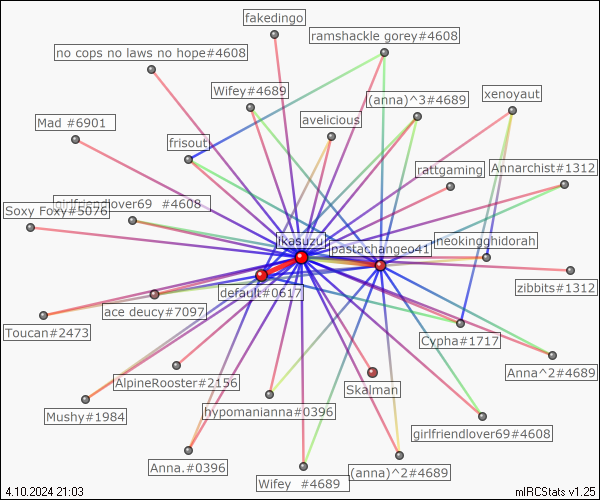 fakedingo
ramshackle gorey#4608
no cops no laws no hope#4608
Wifey#4689
(anna)^3#4689
xenoyaut
avelicious
Mad #6901
frisout
rattgaming
Annarchist#1312
girlfriendlover69 #4608
Soxy Foxy#5076
ikasuzu
pastachangeo41
neokingghidorah
default#0617
zibbits#1312
ace deucy#7097
Toucan#2473
Cypha#1717
Anna^2#4689
AlpineRooster#2156
Skalman
Mushy#1984
hypomanianna#0396
girlfriendlover69#4608
Anna.#0396
Wifey #4689
(anna)^2#4689
4.10.2024 21:03
mIRCStats v1.25